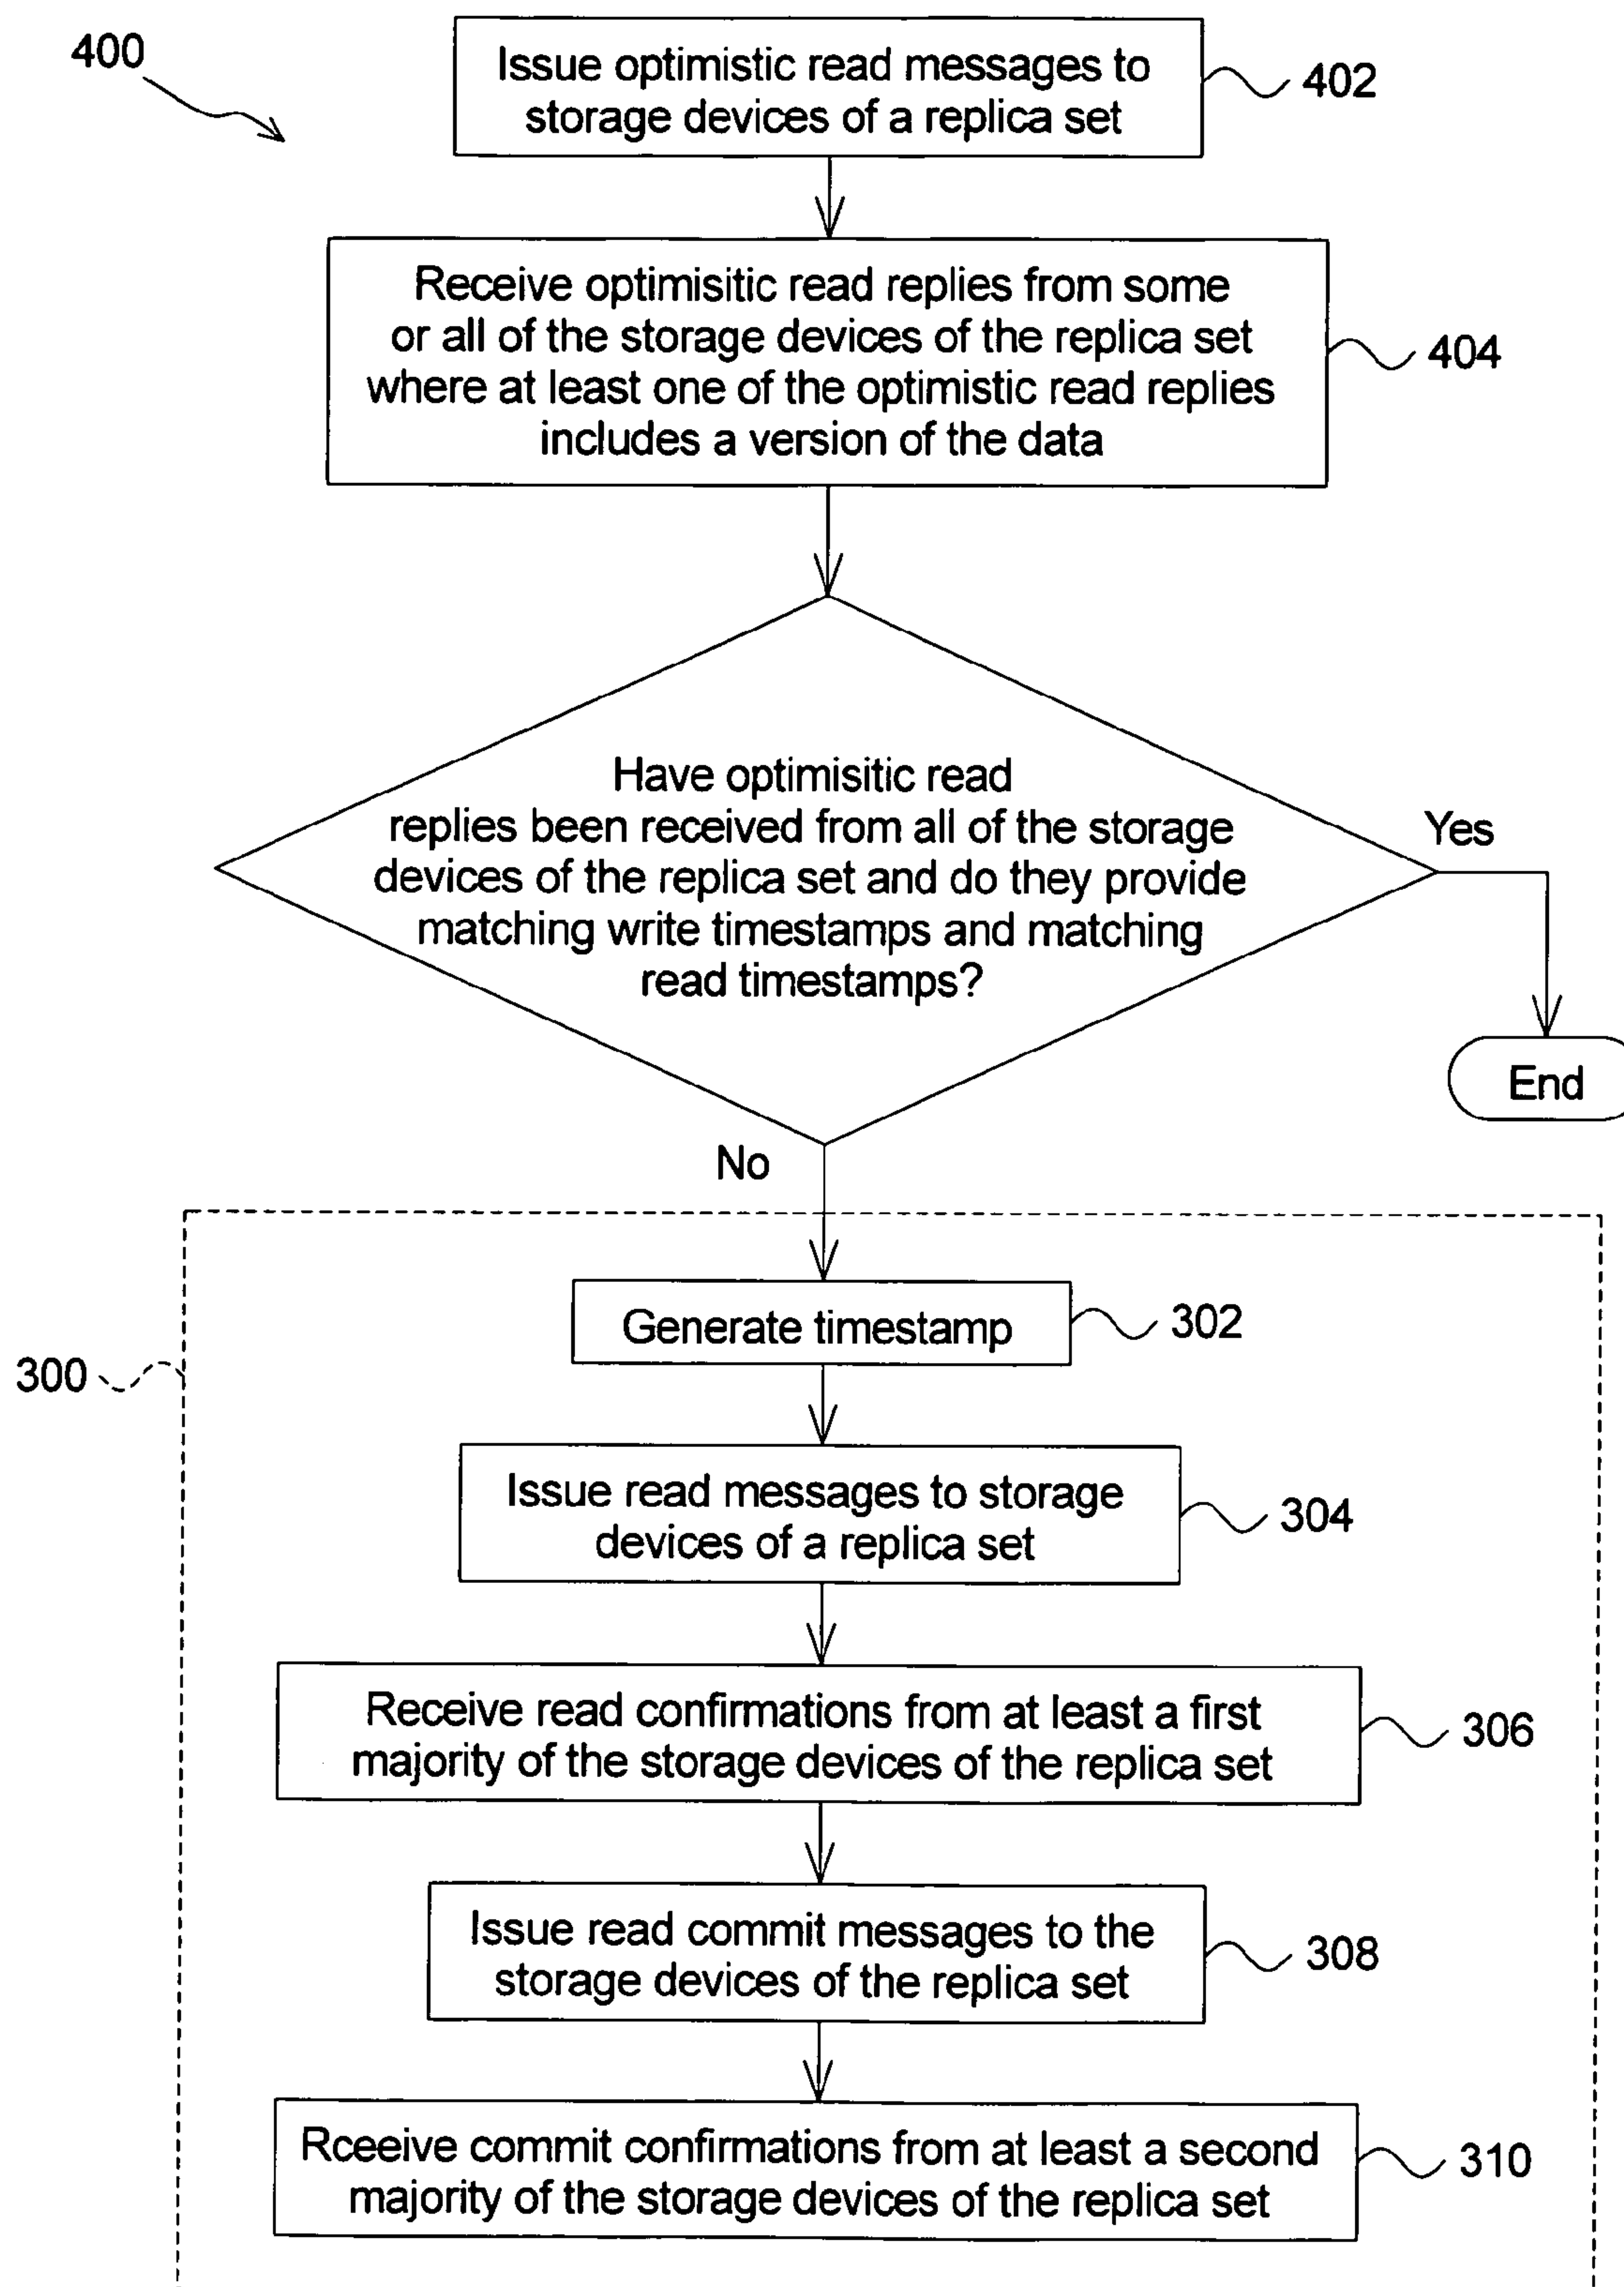 400
Issue optimistic read messages to
storage devices of a replica set
402
Receive optimisitic read replies from some
or all of the storage devices of the replica set
where at least one of the optimistic read replies
includes a version of the data
404
Have optimisitic read
replies been received from all of the storage
devices of the replica set and do they provide
matching write timestamps and matching
read timestamps?
Yes
End
No
300
Generate timestamp
302
Issue read messages to storage
devices of a replica set
304
Receive read confirmations from at least a first
majority of the storage devices of the replica set
306
Issue read commit messages to the
storage devices of the replica set
308
Rceeive commit confirmations from at least a second
majority of the storage devices of the replica set
310